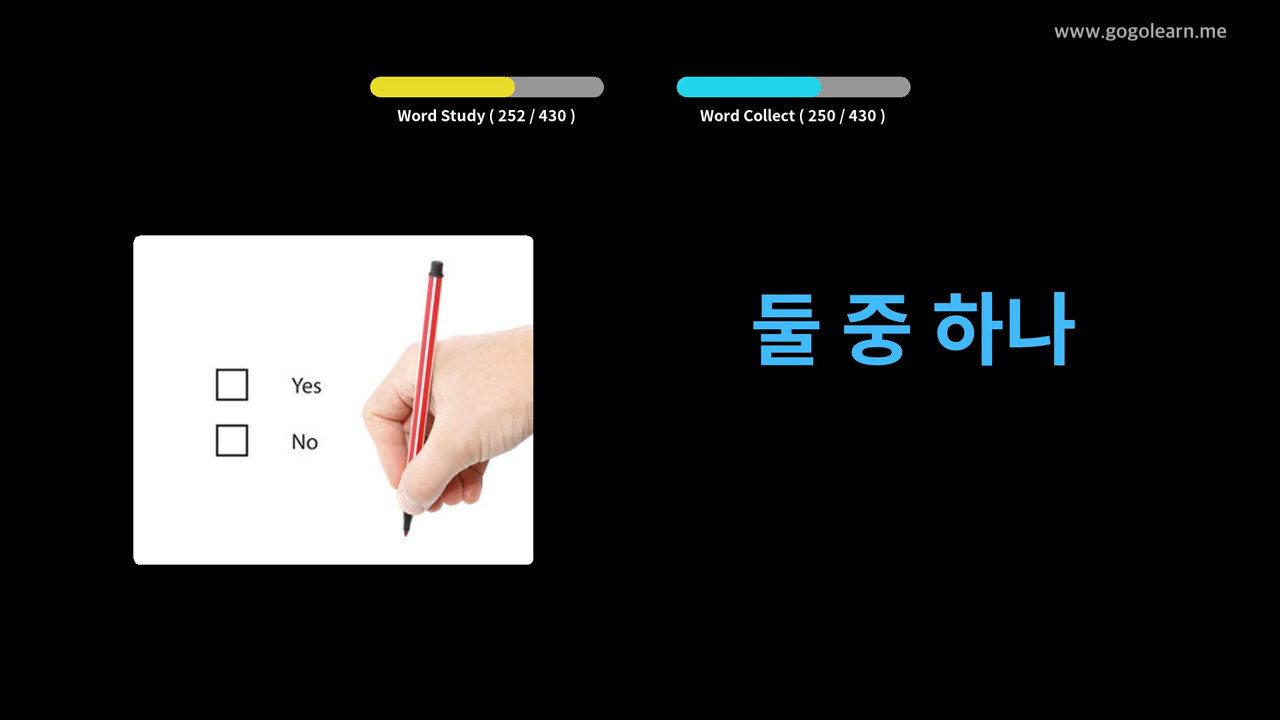 www.gogolearn.me
Word Study ( 252 / 430 )
Word Collect ( 250 / 430 )
Yes
No
둘 중 하나